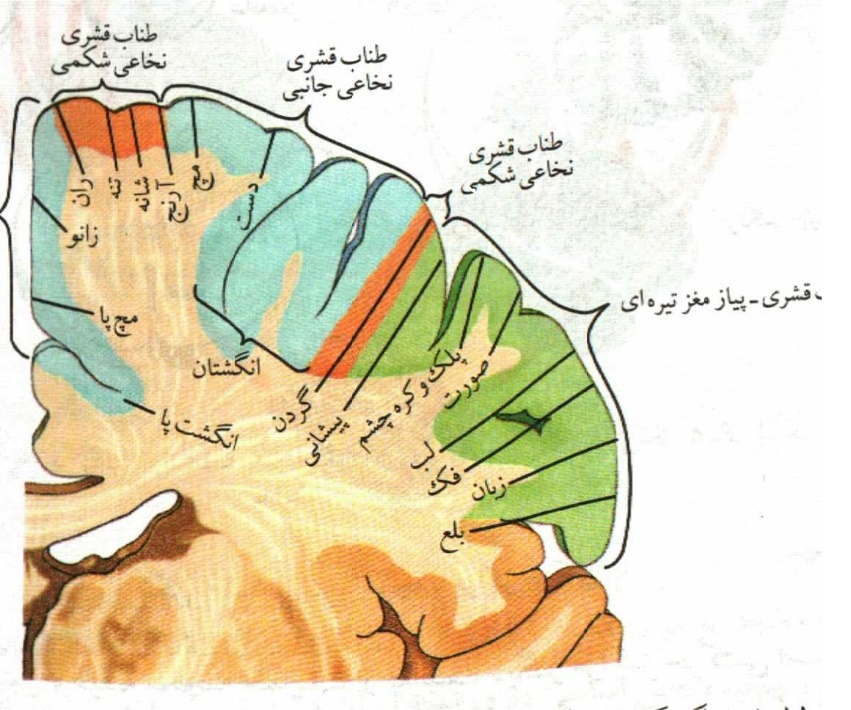 طناب قشری
نخاعی شکمی
طناب قشری
نخاعی جانبی
طناب قشری
نخاعی شکمی
قشری - پیاز مغز تیره ای
ران
تنه
شانه
آرنج
مچ
دست
زانو
مچ پا
انگشت پا
انگشتان
گردن
پیشانی
پلک و کره چشم
صورت
لب
فک
زبان
بلع